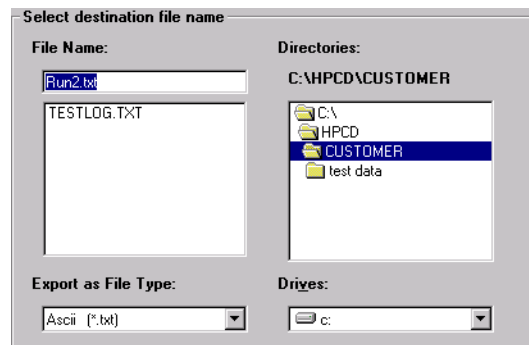 Select destination file name
File Name:
Run2.txt
TESTLOG.TXT
Export as File Type:
Ascii (*.txt)
Directories:
C:\HPCD\CUSTOMER
C:\
HPCD
CUSTOMER
test data
Drives:
c: